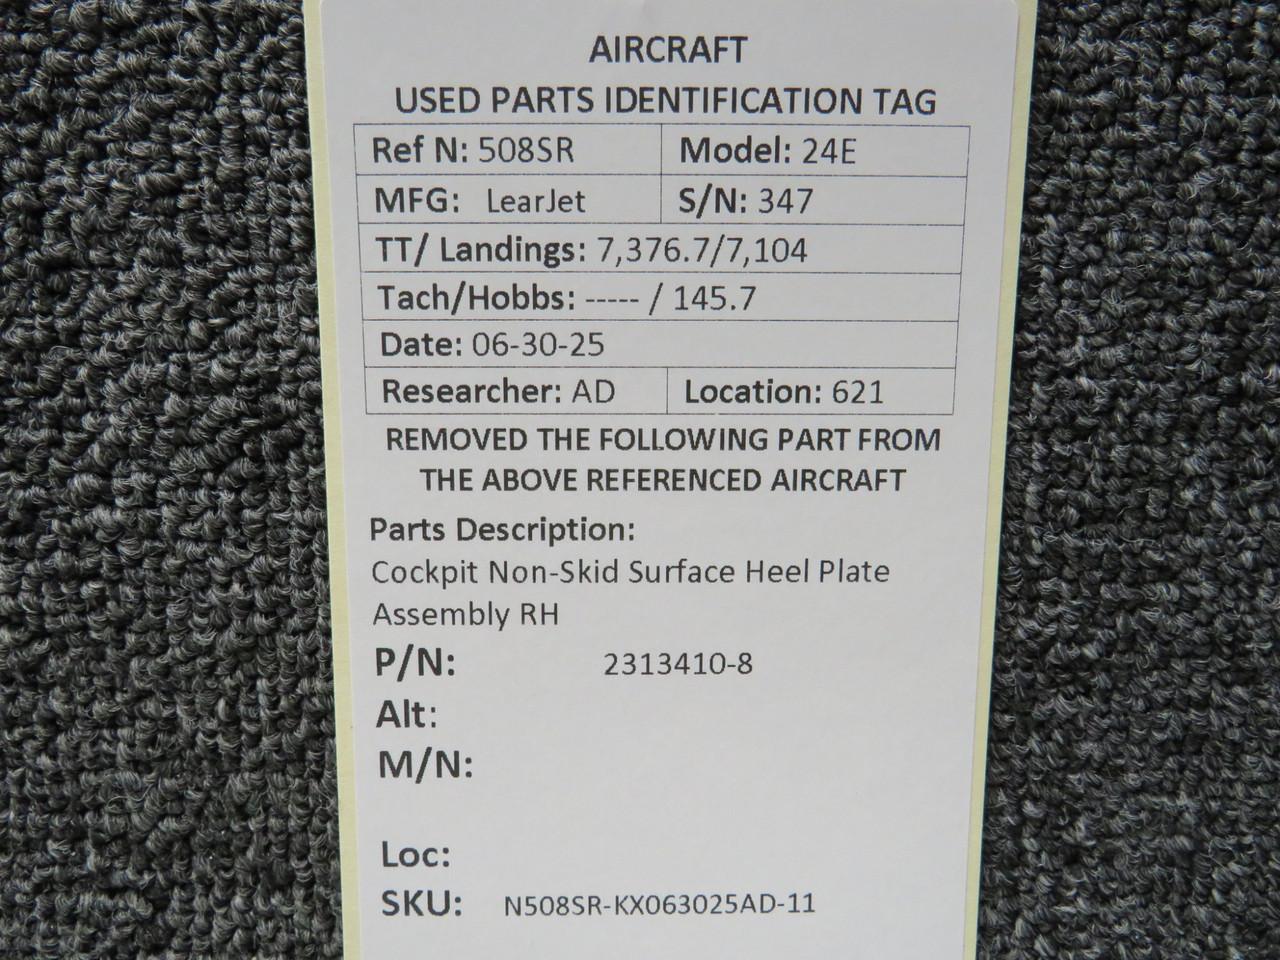 AIRCRAFT
USED PARTS IDENTIFICATION TAG
Ref N: 508SR Model: 24E
MFG: LearJet S/N: 347
TT/ Landings: 7,376.7/7,104
Tach/Hobbs: ----- / 145.7
Date: 06-30-25
Researcher: AD Location: 621
REMOVED THE FOLLOWING PART FROM
THE ABOVE REFERENCED AIRCRAFT
Parts Description:
Cockpit Non-Skid Surface Heel Plate
Assembly RH
P/N: 2313410-8
Alt:
M/N:
Loc:
SKU: N508SR-KX063025AD-11